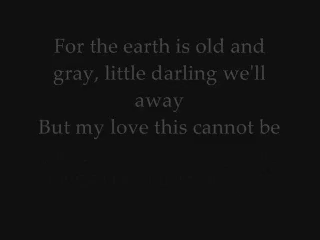 For the earth is old and
gray, little darling we'll
away
But my love this cannot be